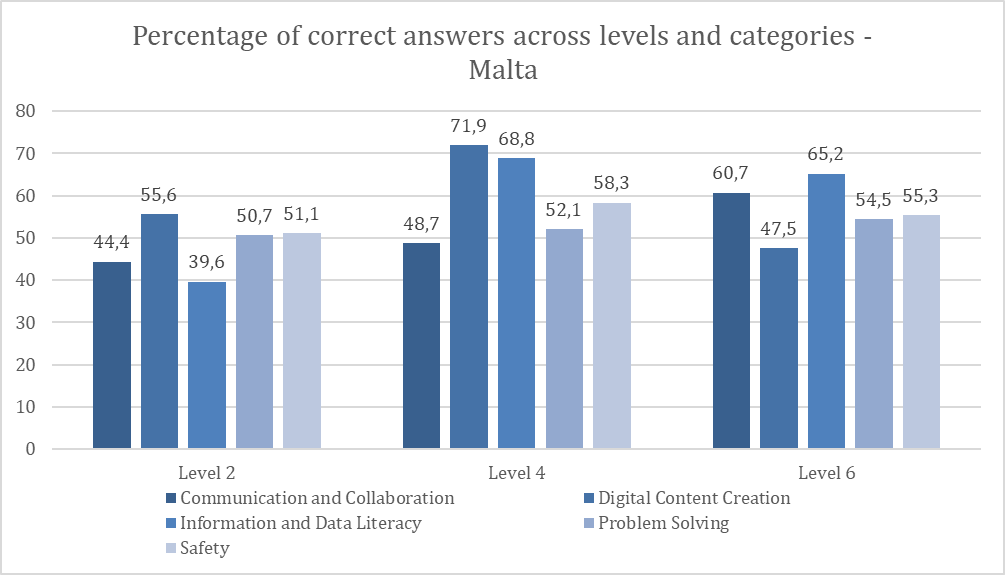 Percentage of correct answers across levels and categories -
Malta
80
70
60
50
40
30
20
10
0
44,4
55,6
39,6
50,7
51,1
48,7
71,9
68,8
52,1
58,3
60,7
47,5
65,2
54,5
55,3
Level 2
Level 4
Level 6
Communication and Collaboration
Digital Content Creation
Information and Data Literacy
Problem Solving
Safety